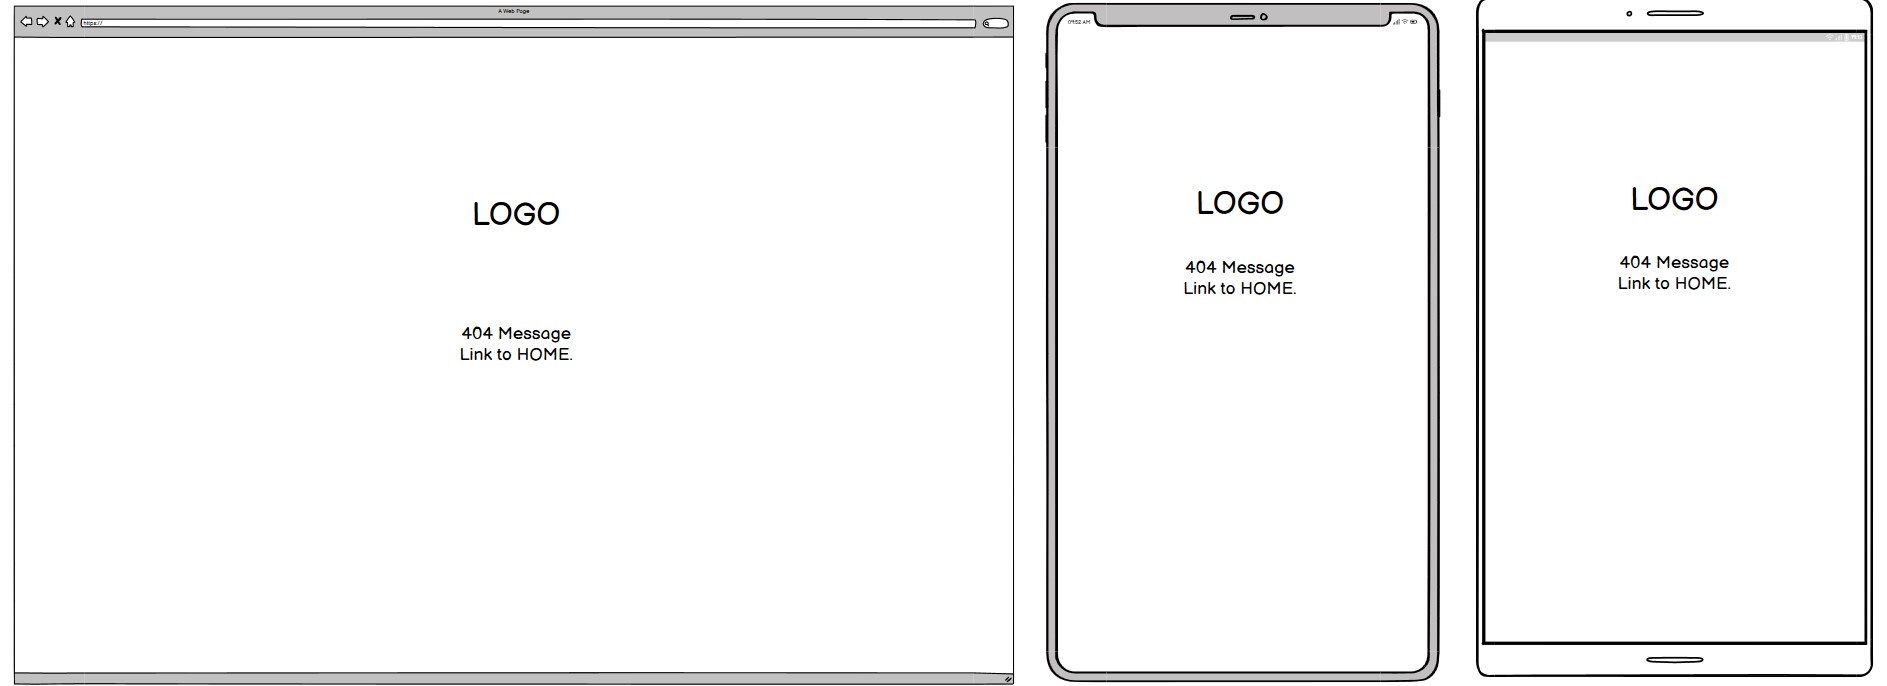 A Web Page
https://
LOGO
404 Message
Link to HOME.
09:52 AM
LOGO
404 Message
Link to HOME.
LOGO
404 Message
Link to HOME.